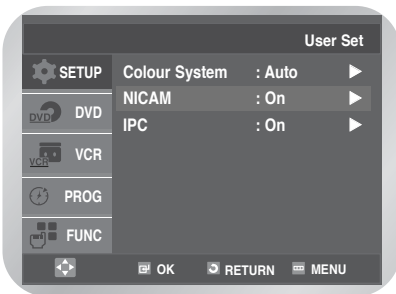 User Set
SETUP
Colour System : Auto
NICAM : On
DVD
DVD
IPC : On
VCR
VCR
PROG
FUNC
OK RETURN MENU